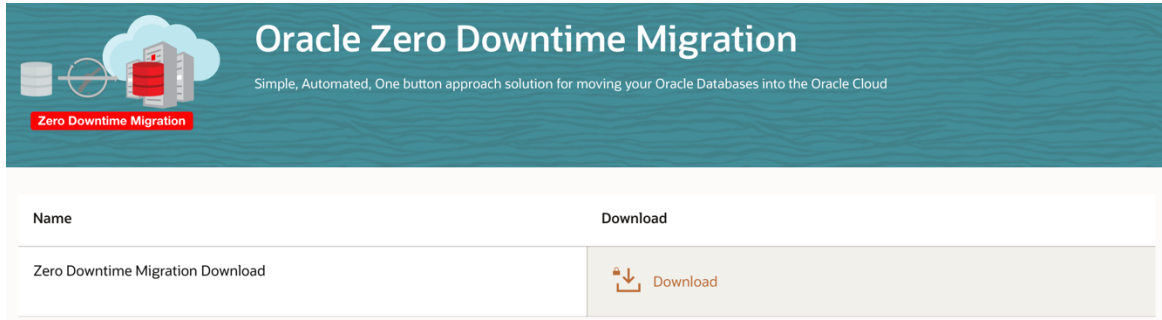 Oracle Zero Downtime Migration
Simple, Automated, One button approach solution for moving your Oracle Databases into the Oracle Cloud
Zero Downtime Migration
Name
Download
Zero Downtime Migration Download
Download